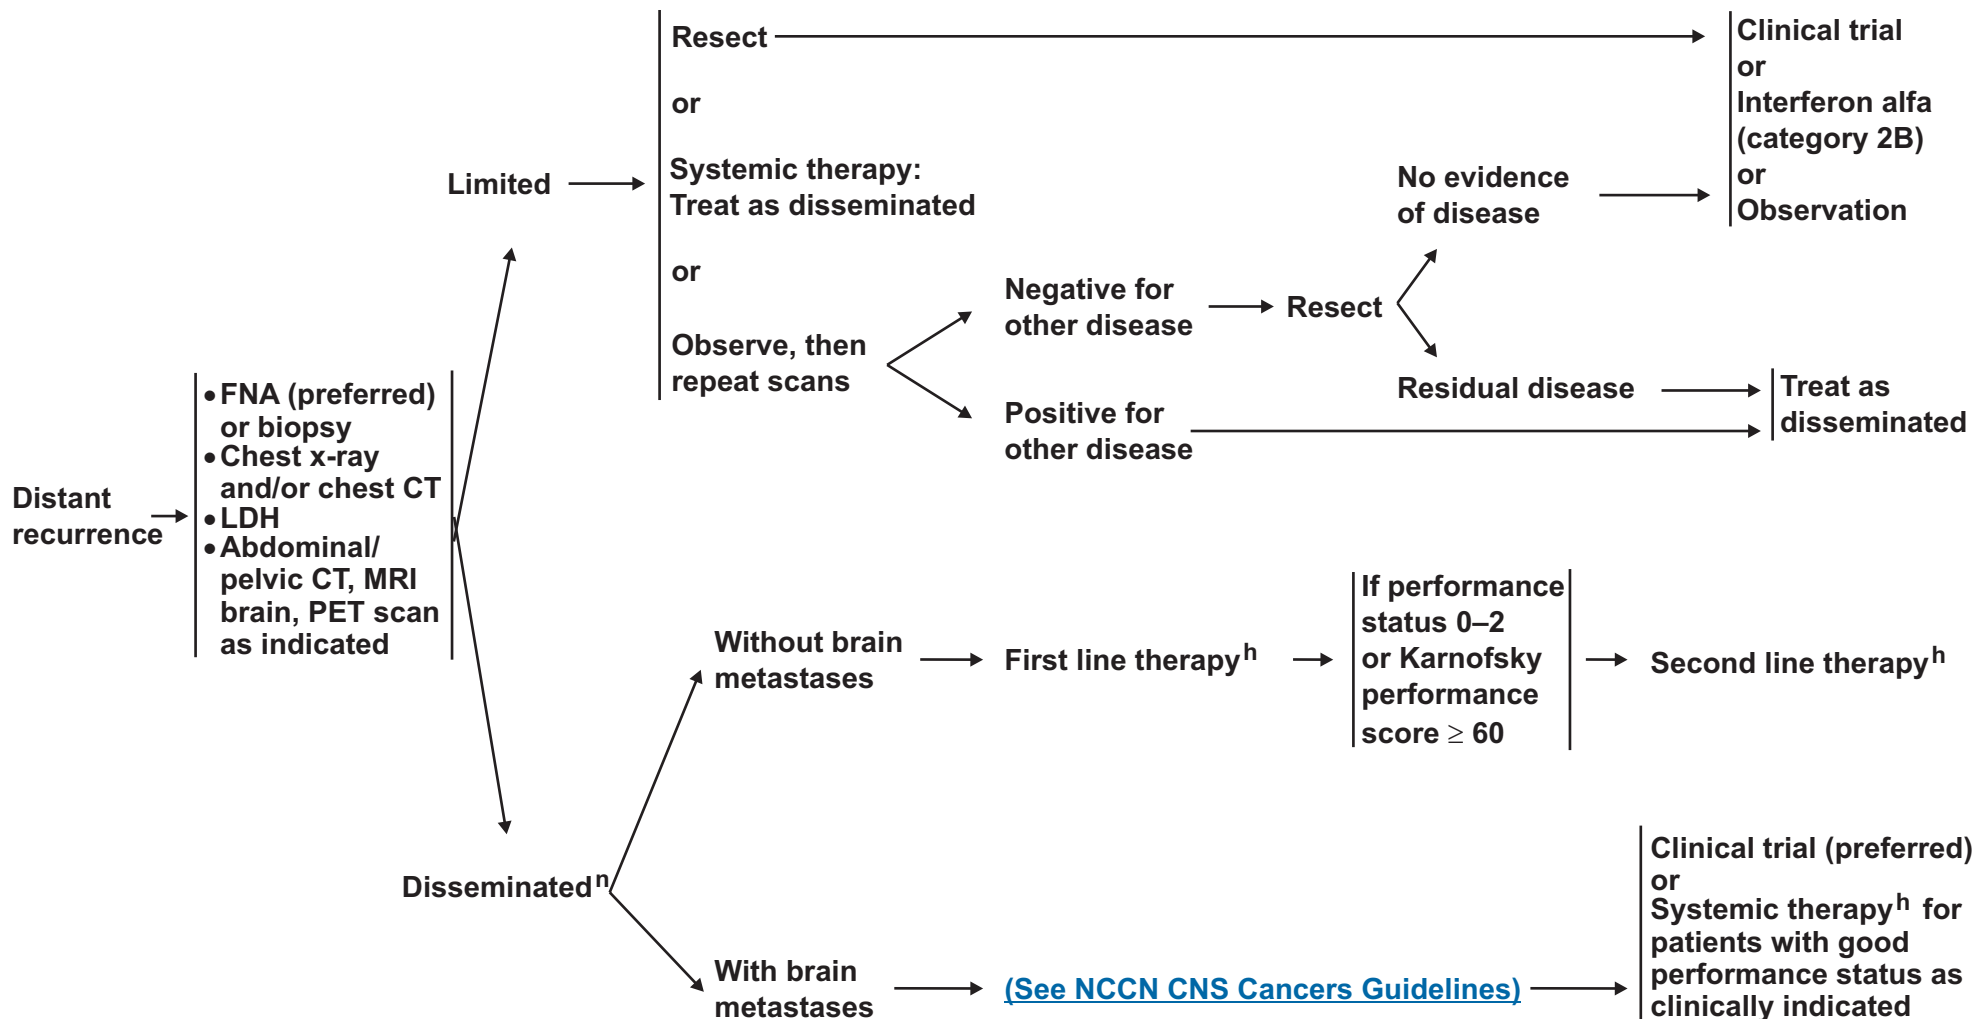 Distant
recurrence
• FNA (preferred)
or biopsy
• Chest x-ray
and/or chest CT
• LDH
• Abdominal/
pelvic CT, MRI
brain, PET scan
as indicated
Limited
Resect
or
Systemic therapy:
Treat as disseminated
or
Observe, then
repeat scans
Negative for
other disease
Positive for
other disease
Resect
No evidence
of disease
Residual disease
Clinical trial
or
Interferon alfa
(category 2B)
or
Observation
Treat as
disseminated
Disseminatedⁿ
Without brain
metastases
First line therapyʰ
If performance
status 0–2
or Karnofsky
performance
score ≥ 60
Second line therapyʰ
With brain
metastases
(See NCCN CNS Cancers Guidelines)
Clinical trial (preferred)
or
Systemic therapyʰ for
patients with good
performance status as
clinically indicated